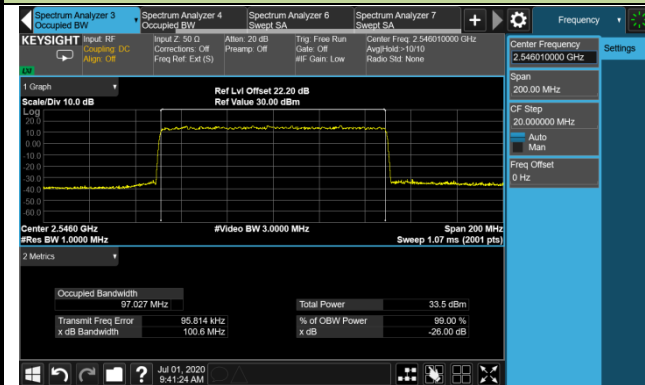 Spectrum Analyzer 3
Occupied BW
Spectrum Analyzer 4
Occupied BW
Spectrum Analyzer 6
Swept SA
Spectrum Analyzer 7
Swept SA
+
Frequency
KEYSIGHT
Input: RF
Coupling: DC
Align: Off
Input Z: 50 Ω
Corrections: Off
Freq Ref: Ext (S)
Atten: 20 dB
Preamp: Off
Trig: Free Run
Gate: Off
#IF Gain: Low
Center Freq: 2.546010000 GHz
Avg|Hold:>10/10
Radio Std: None
LV
Center Frequency
2.546010000 GHz
Settings
Span
200.00 MHz
CF Step
20.000000 MHz
Auto
Man
Freq Offset
0 Hz
1 Graph
Scale/Div 10.0 dB
Ref Lvl Offset 22.20 dB
Ref Value 30.00 dBm
Log
20.0
10.0
0.00
-10.0
-20.0
-30.0
-40.0
-50.0
-60.0
Center 2.5460 GHz
#Video BW 3.0000 MHz
Span 200 MHz
#Res BW 1.0000 MHz
Sweep 1.07 ms (2001 pts)
2 Metrics
Occupied Bandwidth
97.027 MHz
Total Power
33.5 dBm
Transmit Freq Error
95.814 kHz
% of OBW Power
99.00 %
x dB Bandwidth
100.6 MHz
x dB
-26.00 dB
?
Jul 01, 2020
9:41:24 AM